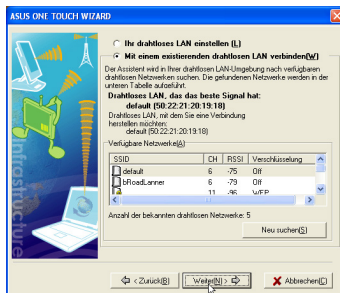 ASUS ONE TOUCH WIZARD
Ihr drahtloses LAN einstellen (L)
Mit einem existierenden drahtlosen LAN verbinden(W)
Der Assistent wird in Ihrer drahtlosen LAN-Umgebung nach verfügbaren
drahtlosen Netzwerken suchen. Die gefundenen Netzwerke werden in der
unteren Tabelle aufgeführt.
Drahtloses LAN, das das beste Signal hat:
default (50:22:21:20:19:18)
Drahtloses LAN, mit dem Sie eine Verbindung
herstellen möchten:
default (50:22:21:20:19:18)
Verfügbare Netzwerke(A)
SSID CH RSSI Verschlüsselung
default 6 -75 Off
bRoadLanner 6 -79 Off
11 -96 WEP
Anzahl der bekannten drahtlosen Netzwerke: 5
Neu suchen(S)
< Zurück(B) Weiter(N) > Abbrechen(C)
Infrastructure